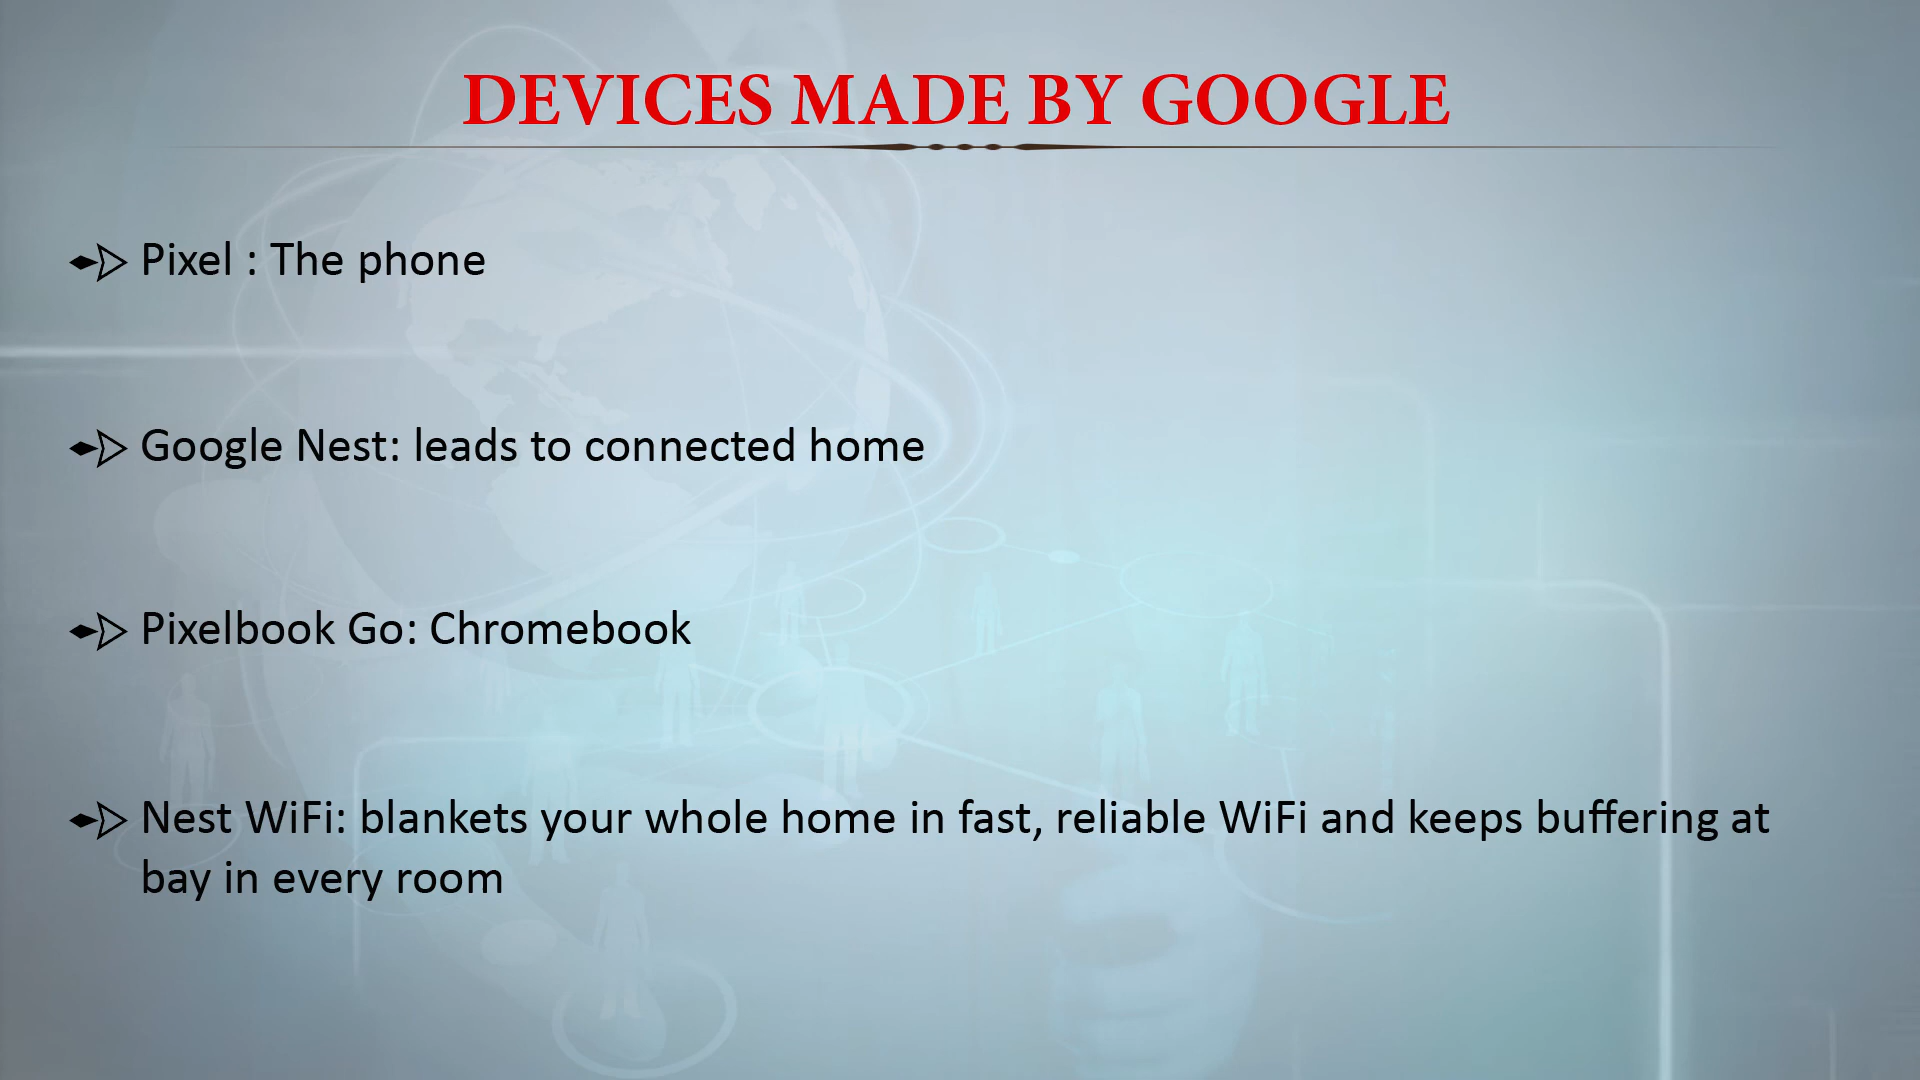 DEVICES MADE BY GOOGLE
Pixel : The phone
Google Nest: leads to connected home
Pixelbook Go: Chromebook
Nest WiFi: blankets your whole home in fast, reliable WiFi and keeps buffering at
bay in every room